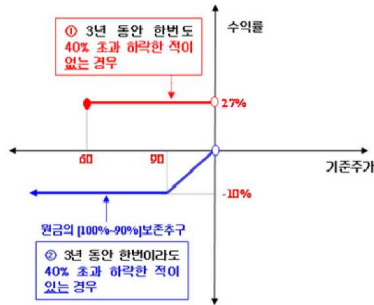 수익률
① 3년 동안 한번도
40% 초과 하락한 적이
없는 경우
27%
60
90
기준주가
-10%
원금의 [100%~90%]보존추구
② 3년 동안 한번이라도
40% 초과 하락한 적이
있는 경우